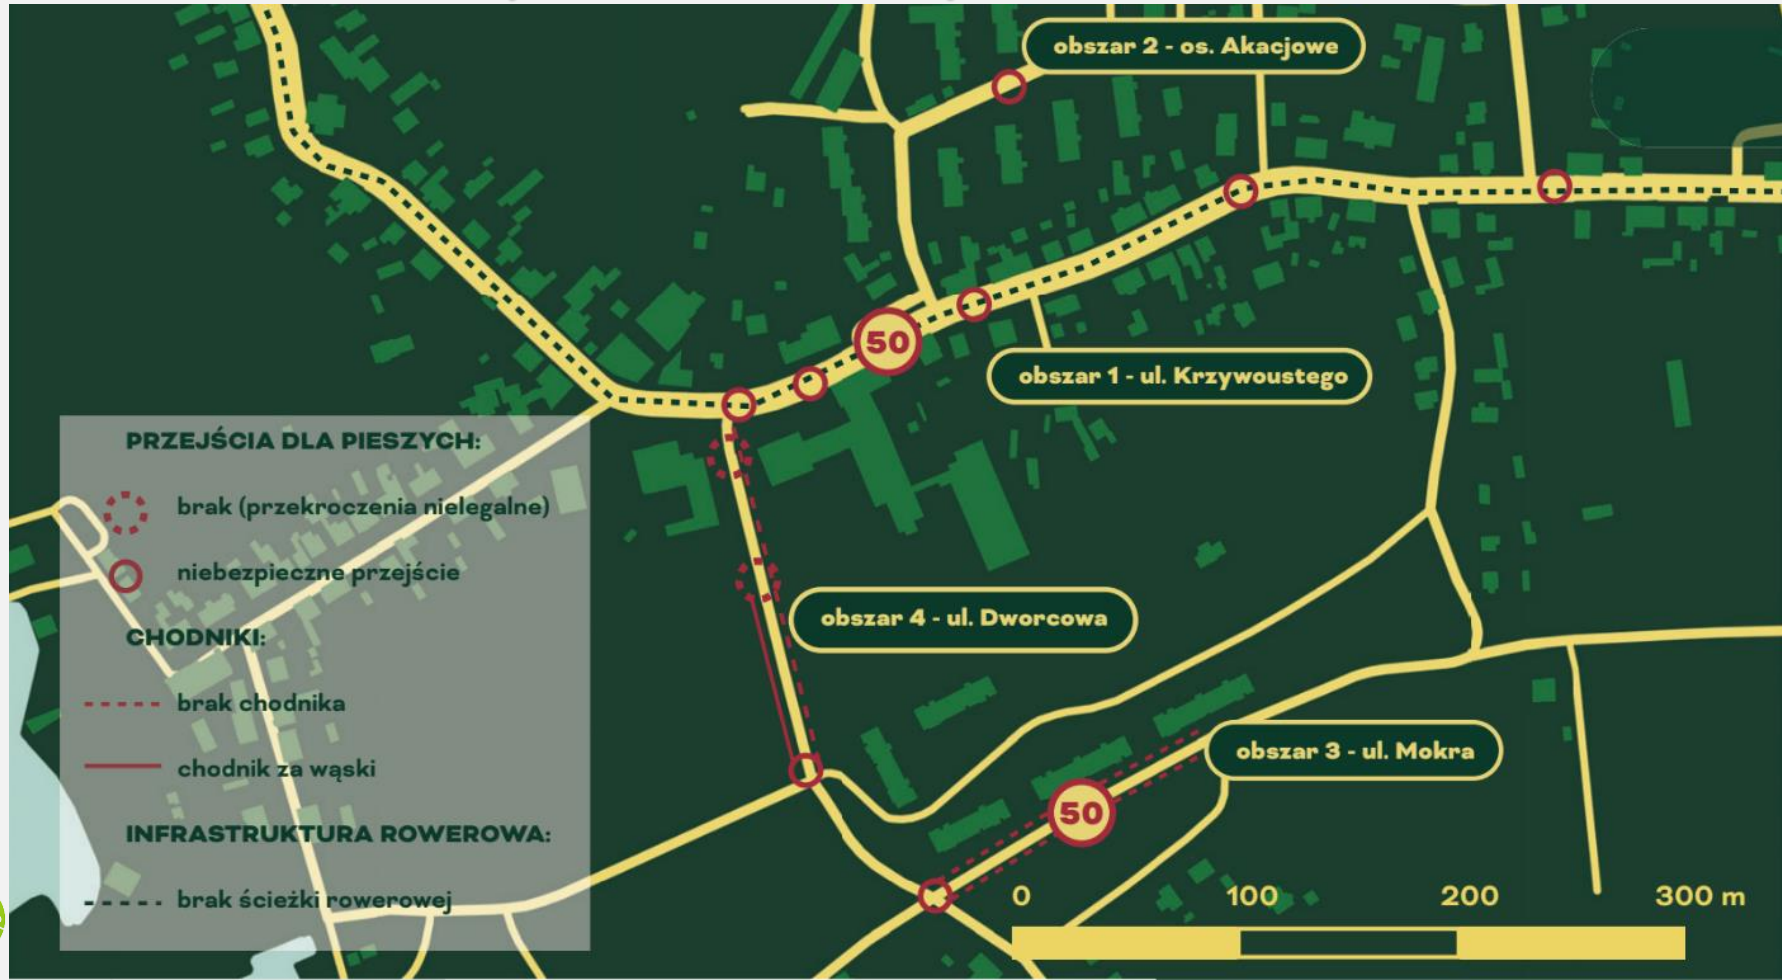 obszar 2 - os. Akacjowe
50
obszar 1 - ul. Krzywoustego
PRZEJŚCIA DLA PIESZYCH:
brak (przekroczenia nielegalne)
niebezpieczne przejście
CHODNIKI:
brak chodnika
chodnik za wąski
INFRASTRUKTURA ROWEROWA:
brak ścieżki rowerowej
obszar 4 - ul. Dworcowa
obszar 3 - ul. Mokra
50
0 100 200 300 m